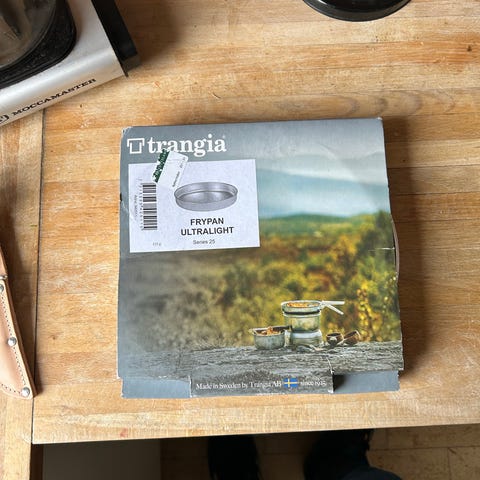 MOCCAMASTER
trangia®
FRYPAN
ULTRALIGHT
Series 25
Made in Sweden by Trangia AB since 1925